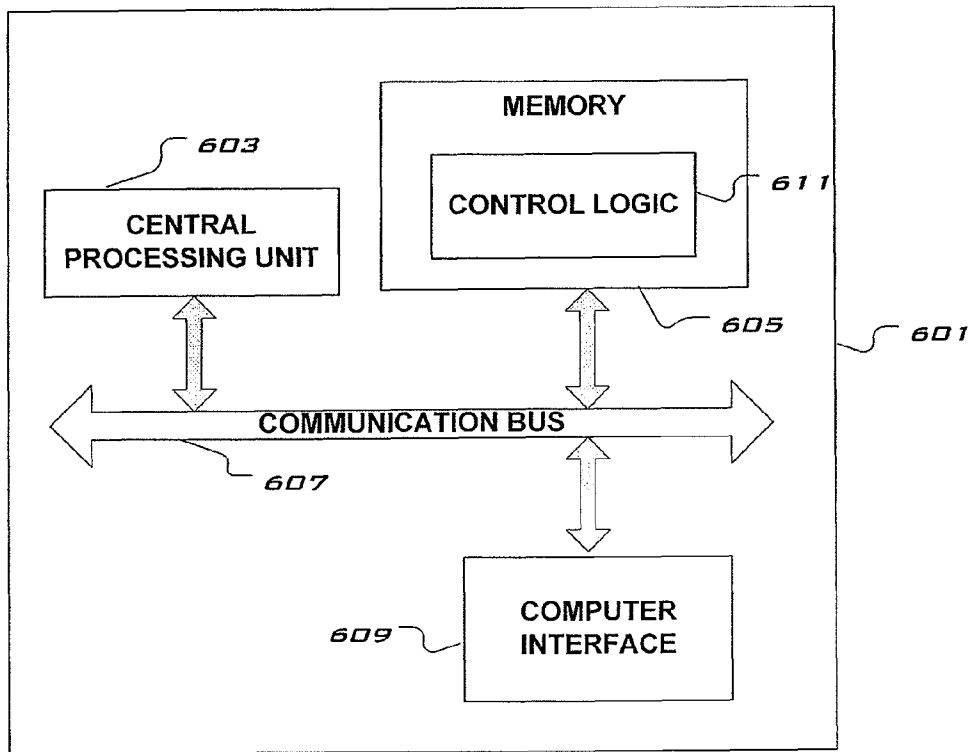 603
CENTRAL
PROCESSING UNIT
MEMORY
CONTROL LOGIC
611
605
601
COMMUNICATION BUS
607
609
COMPUTER
INTERFACE